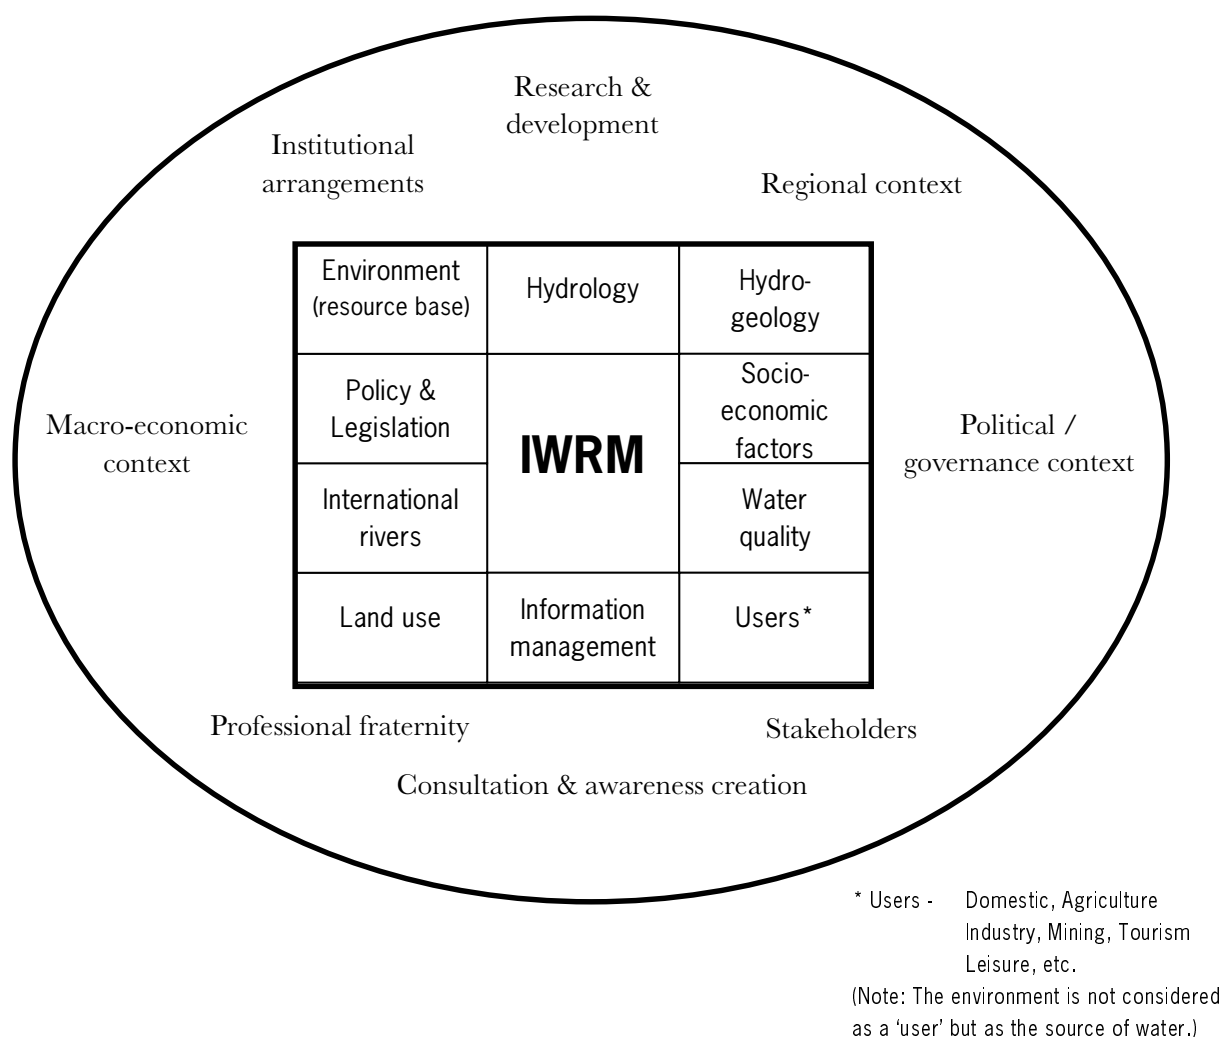 Research &
development
Institutional
arrangements
Regional context
Environment
(resource base)
Hydrology
Hydro-
geology
Policy &
Legislation
IWRM
Socio-
economic
factors
Macro-economic
context
Political /
governance context
International
rivers
Water
quality
Land use
Information
management
Users*
Professional fraternity
Stakeholders
Consultation & awareness creation
* Users - Domestic, Agriculture
Industry, Mining, Tourism
Leisure, etc.
(Note: The environment is not considered
as a ‘user’ but as the source of water.)